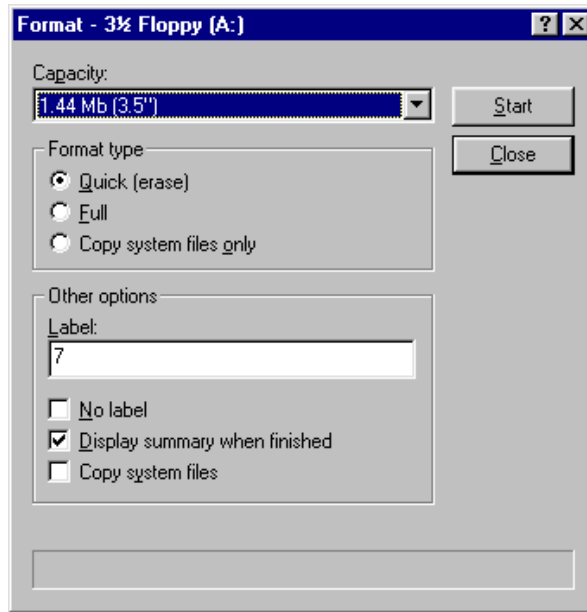 Format - 3½ Floppy (A:)
Capacity:
1.44 Mb (3.5")
Start
Format type
Close
Quick (erase)
Full
Copy system files only
Other options
Label:
7
No label
Display summary when finished
Copy system files